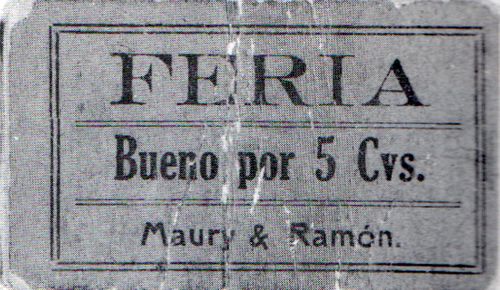 FERIA
Bueno por 5 Cvs.
Maury & Ramón.